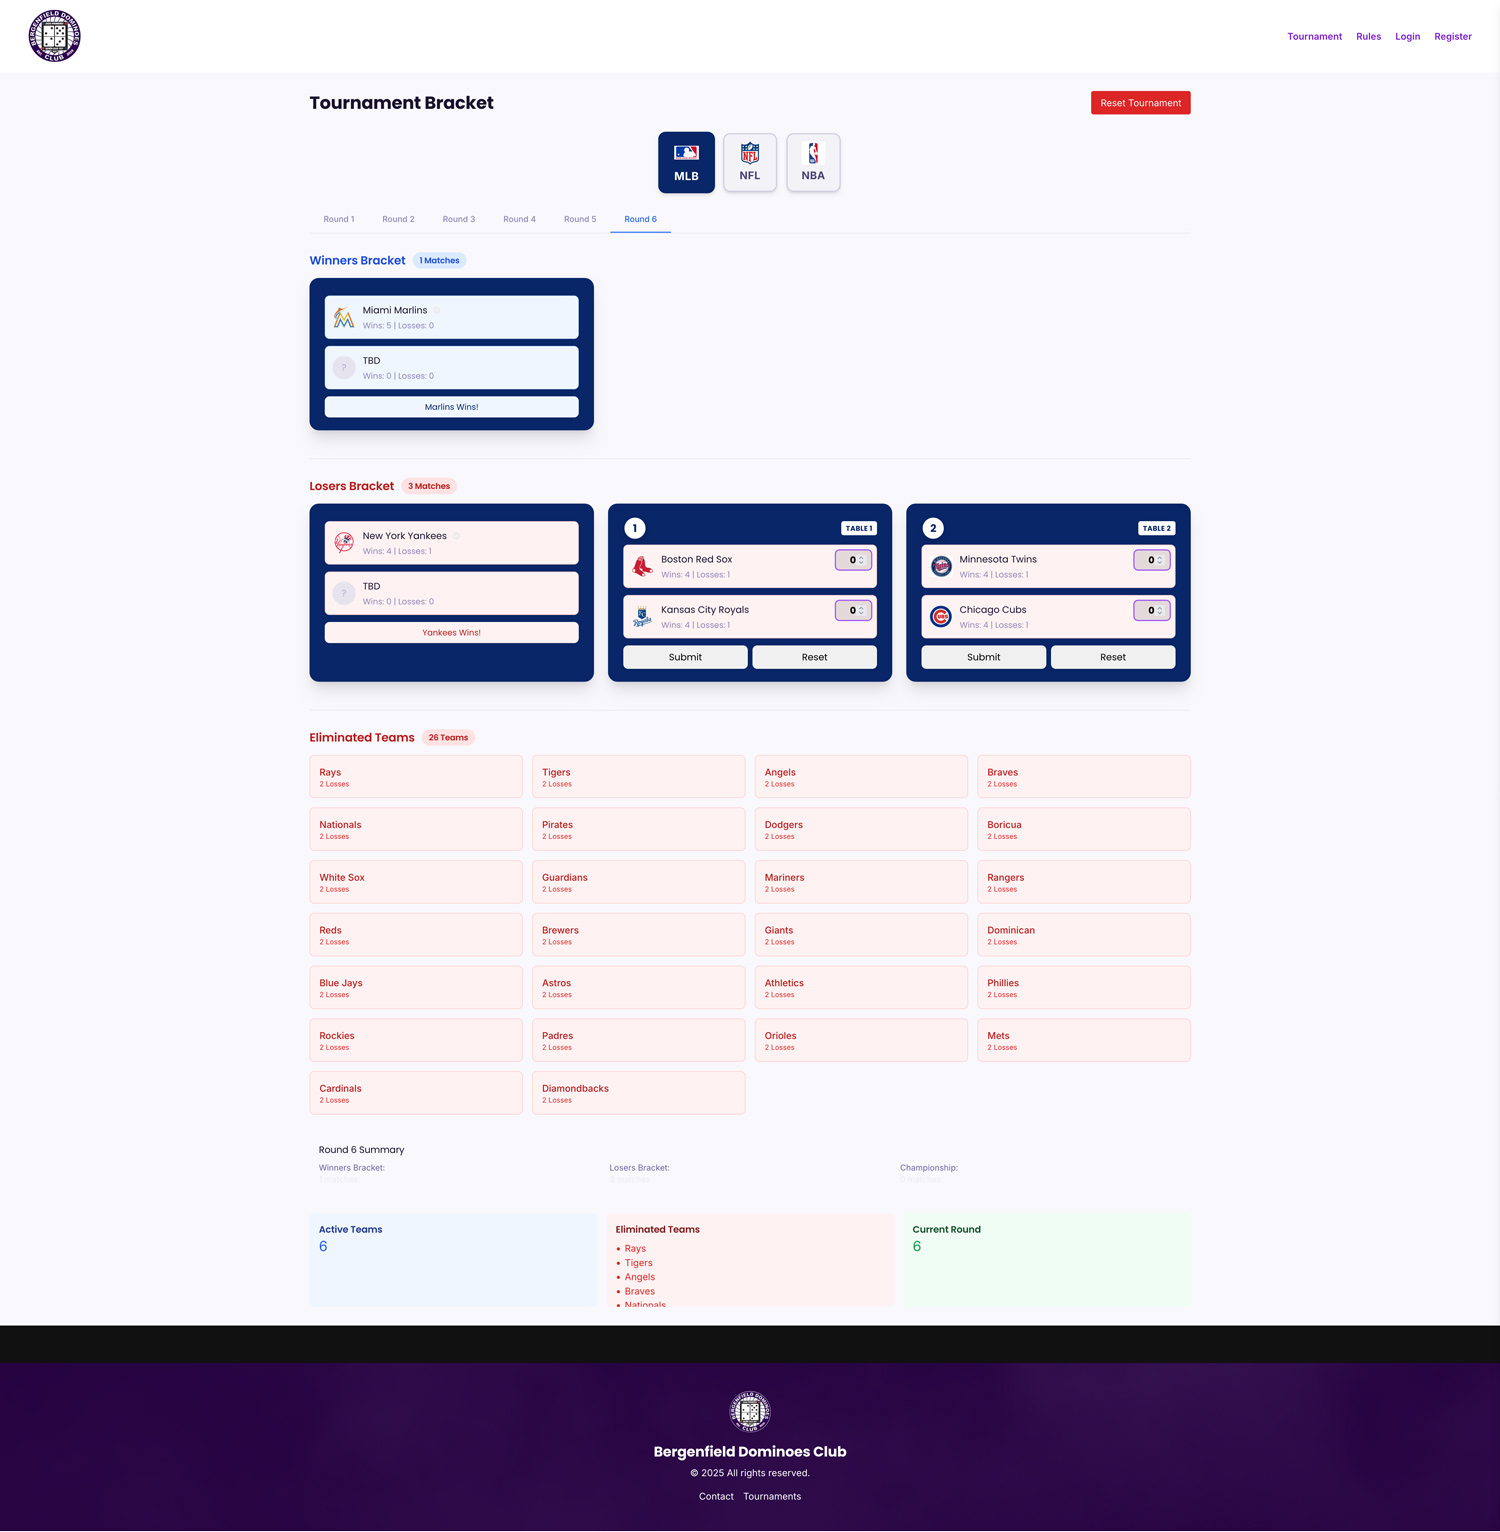 BERGENFIELD DOMINOES CLUB
Tournament Rules Login Register
Tournament Bracket
Reset Tournament
MLB NFL NBA
Round 1 Round 2 Round 3 Round 4 Round 5 Round 6
Winners Bracket 1 Matches
Miami Marlins
Wins: 5 | Losses: 0
? TBD
Wins: 0 | Losses: 0
Marlins Wins!
Losers Bracket 3 Matches
New York Yankees
Wins: 4 | Losses: 1
? TBD
Wins: 0 | Losses: 0
Yankees Wins!
1 TABLE 1
Boston Red Sox 0
Wins: 4 | Losses: 1
Kansas City Royals 0
Wins: 4 | Losses: 1
Submit Reset
2 TABLE 2
Minnesota Twins 0
Wins: 4 | Losses: 1
Chicago Cubs 0
Wins: 4 | Losses: 1
Submit Reset
Eliminated Teams 26 Teams
Rays
2 Losses
Tigers
2 Losses
Angels
2 Losses
Braves
2 Losses
Nationals
2 Losses
Pirates
2 Losses
Dodgers
2 Losses
Boricua
2 Losses
White Sox
2 Losses
Guardians
2 Losses
Mariners
2 Losses
Rangers
2 Losses
Reds
2 Losses
Brewers
2 Losses
Giants
2 Losses
Dominican
2 Losses
Blue Jays
2 Losses
Astros
2 Losses
Athletics
2 Losses
Phillies
2 Losses
Rockies
2 Losses
Padres
2 Losses
Orioles
2 Losses
Mets
2 Losses
Cardinals
2 Losses
Diamondbacks
2 Losses
Round 6 Summary
Winners Bracket:
1 matches
Losers Bracket:
matches
Championship:
0 matches
Active Teams
6
Eliminated Teams
• Rays
• Tigers
• Angels
• Braves
• Nationals
Current Round
6
BERGENFIELD DOMINOES CLUB
Bergenfield Dominoes Club
© 2025 All rights reserved.
Contact Tournaments